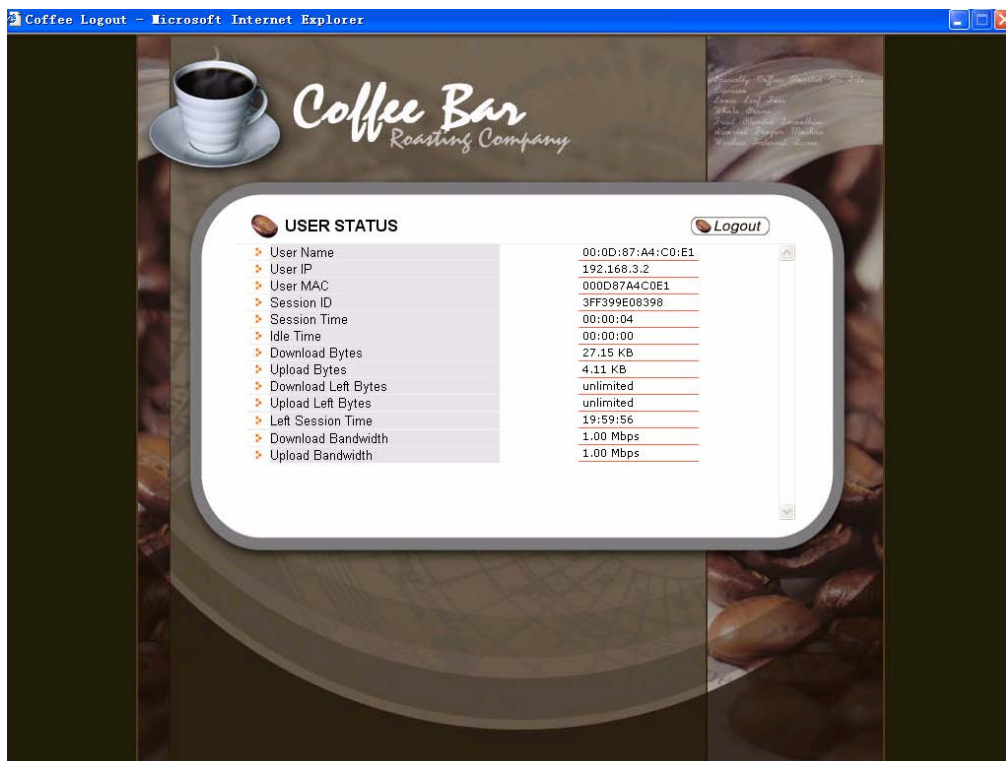 Coffee Logout - Microsoft Internet Explorer
Coffee Bar
Roasting Company
Wireless Internet Access
USER STATUS
Logout
User Name 00:0D:87:A4:C0:E1
User IP 192.168.3.2
User MAC 000D87A4C0E1
Session ID 3FF399E08398
Session Time 00:00:04
Idle Time 00:00:00
Download Bytes 27.15 KB
Upload Bytes 4.11 KB
Download Left Bytes unlimited
Upload Left Bytes unlimited
Left Session Time 19:59:56
Download Bandwidth 1.00 Mbps
Upload Bandwidth 1.00 Mbps